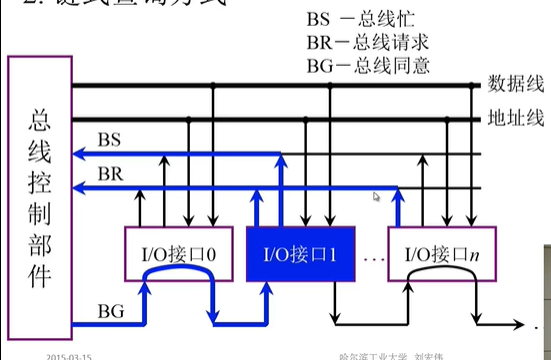 2. 链式查询方式
BS －总线忙
BR－总线请求
BG－总线同意
数据线
地址线
总线控制部件
BS
BR
I/O接口0
I/O接口1
…
I/O接口n
BG
2015-03-15
哈尔滨工业大学 刘宏伟